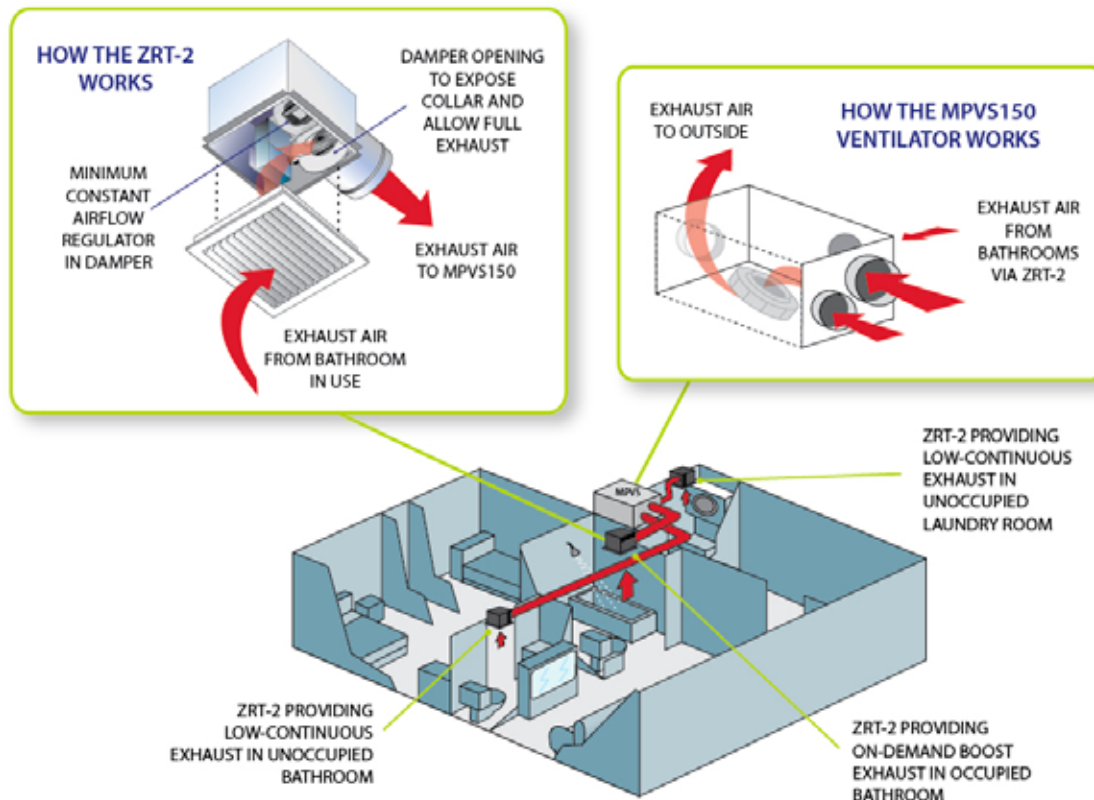 HOW THE ZRT-2
WORKS
DAMPER OPENING
TO EXPOSE
COLLAR AND
ALLOW FULL
EXHAUST
MINIMUM
CONSTANT
AIRFLOW
REGULATOR
IN DAMPER
EXHAUST AIR
TO MPVS150
EXHAUST AIR
FROM BATHROOM
IN USE
EXHAUST AIR
TO OUTSIDE
HOW THE MPVS150
VENTILATOR WORKS
EXHAUST AIR
FROM
BATHROOMS
VIA ZRT-2
ZRT-2 PROVIDING
LOW-CONTINUOUS
EXHAUST IN
UNOCCUPIED
LAUNDRY ROOM
MPVS
ZRT-2 PROVIDING
LOW-CONTINUOUS
EXHAUST IN UNOCCUPIED
BATHROOM
ZRT-2 PROVIDING
ON-DEMAND BOOST
EXHAUST IN OCCUPIED
BATHROOM